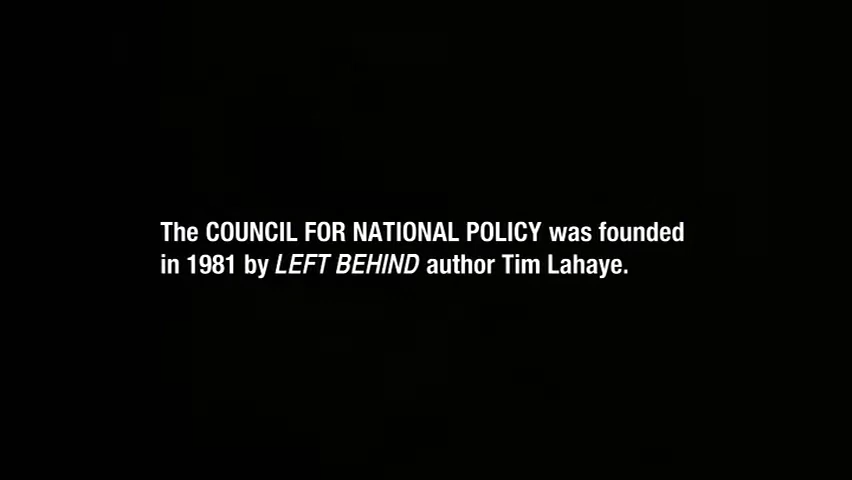 The COUNCIL FOR NATIONAL POLICY was founded
in 1981 by LEFT BEHIND author Tim Lahaye.